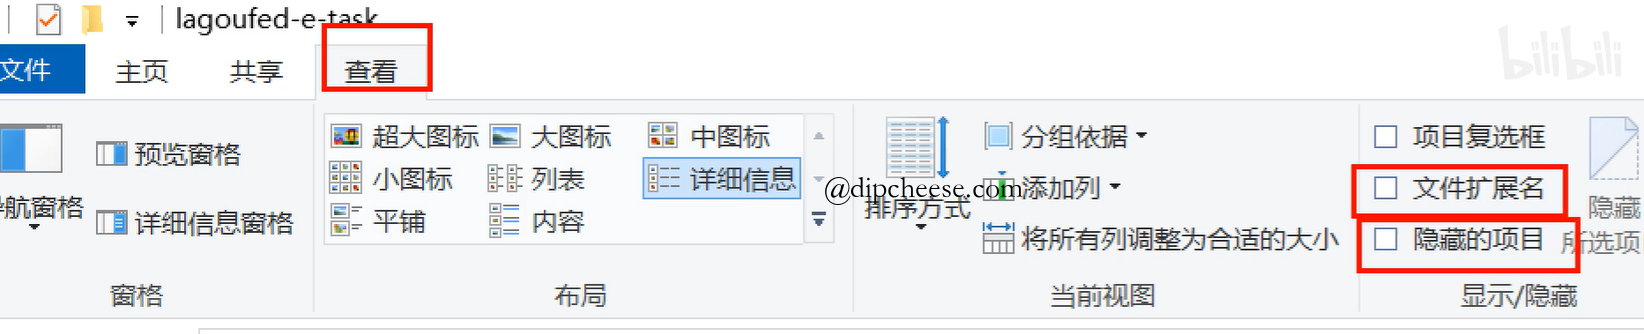 lagoufed-e-task
文件 主页 共享 查看
bilibili
超大图标 大图标 中图标 分组依据 项目复选框
预览窗格
小图标 列表 详细信息 添加列 文件扩展名
@dipcheese.com
航窗格 排序方式 隐藏
详细信息窗格 平铺 内容 将所有列调整为合适的大小 隐藏的项目 所选项
窗格 布局 当前视图 显示/隐藏